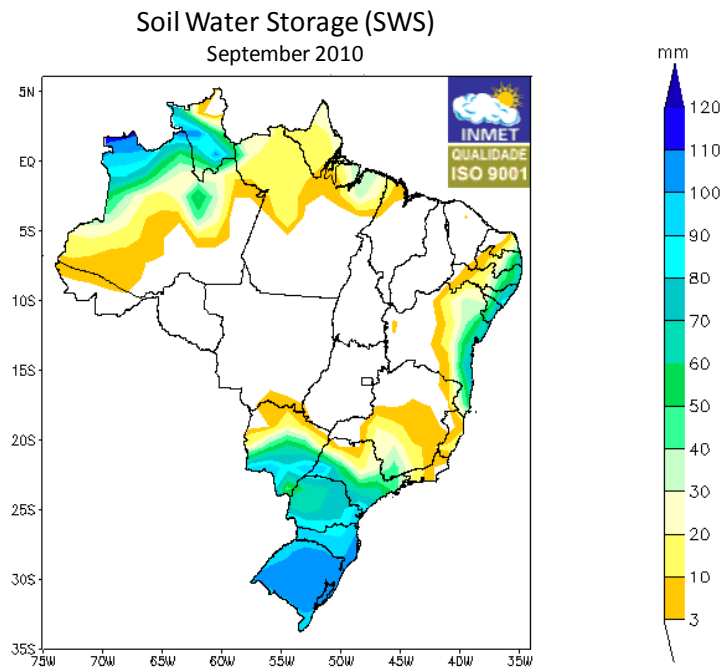 Soil Water Storage (SWS)
September 2010
INMET
QUALIDADE
ISO 9001
mm
120
100
90
80
70
60
50
40
30
20
10
3
5N
EQ
5S
10S
15S
20S
25S
30S
35S
75W 70W 65W 60W 55W 50W 45W 40W 35W